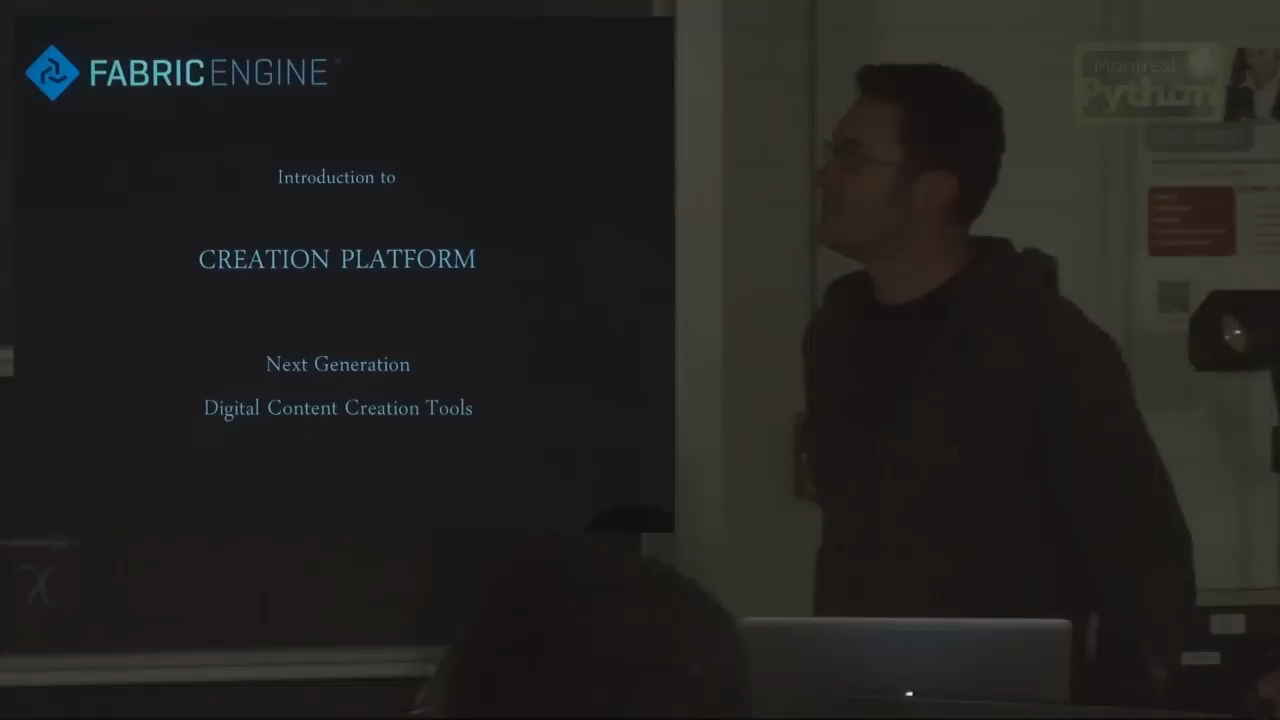 FABRICENGINE
Introduction to
CREATION PLATFORM
Next Generation
Digital Content Creation Tools
Montreal
Python